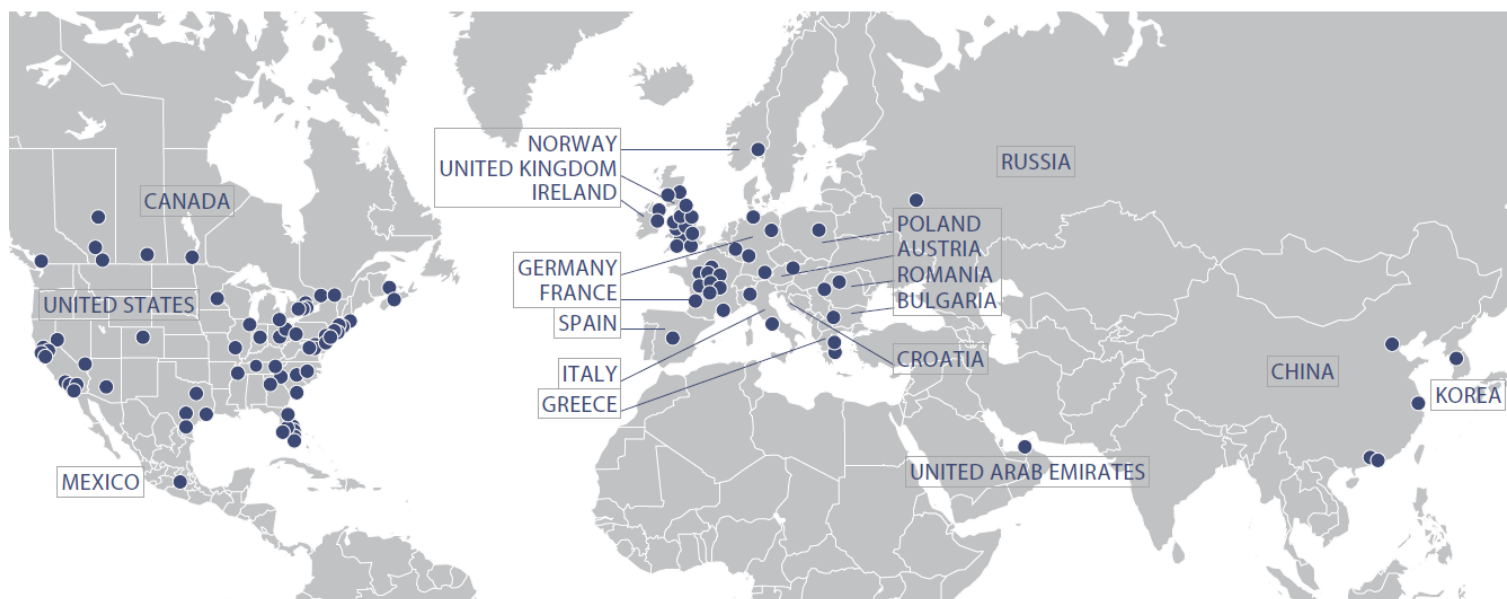 CANADA
UNITED STATES
MEXICO
NORWAY
UNITED KINGDOM
IRELAND
GERMANY
FRANCE
SPAIN
ITALY
GREECE
RUSSIA
POLAND
AUSTRIA
ROMANIA
BULGARIA
CROATIA
UNITED ARAB EMIRATES
CHINA
KOREA